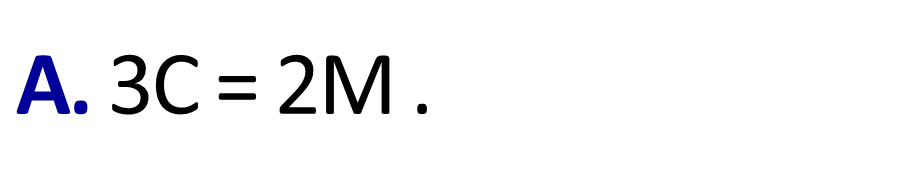 A. 3C = 2M .